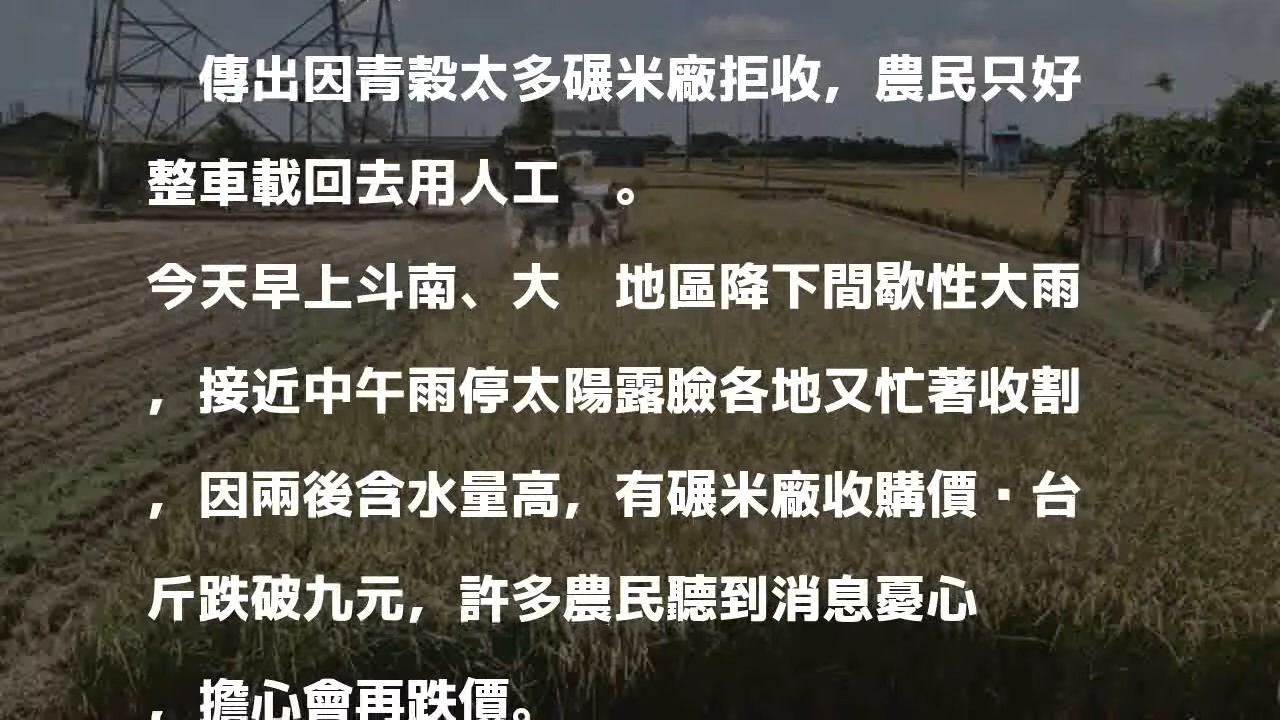 傳出因青穀太多碾米廠拒收，農民只好
整車載回去用人工　。
今天早上斗南、大　地區降下間歇性大雨
，接近中午雨停太陽露臉各地又忙著收割
，因兩後含水量高，有碾米廠收購價·台
斤跌破九元，許多農民聽到消息憂心
，擔心會再跌價。